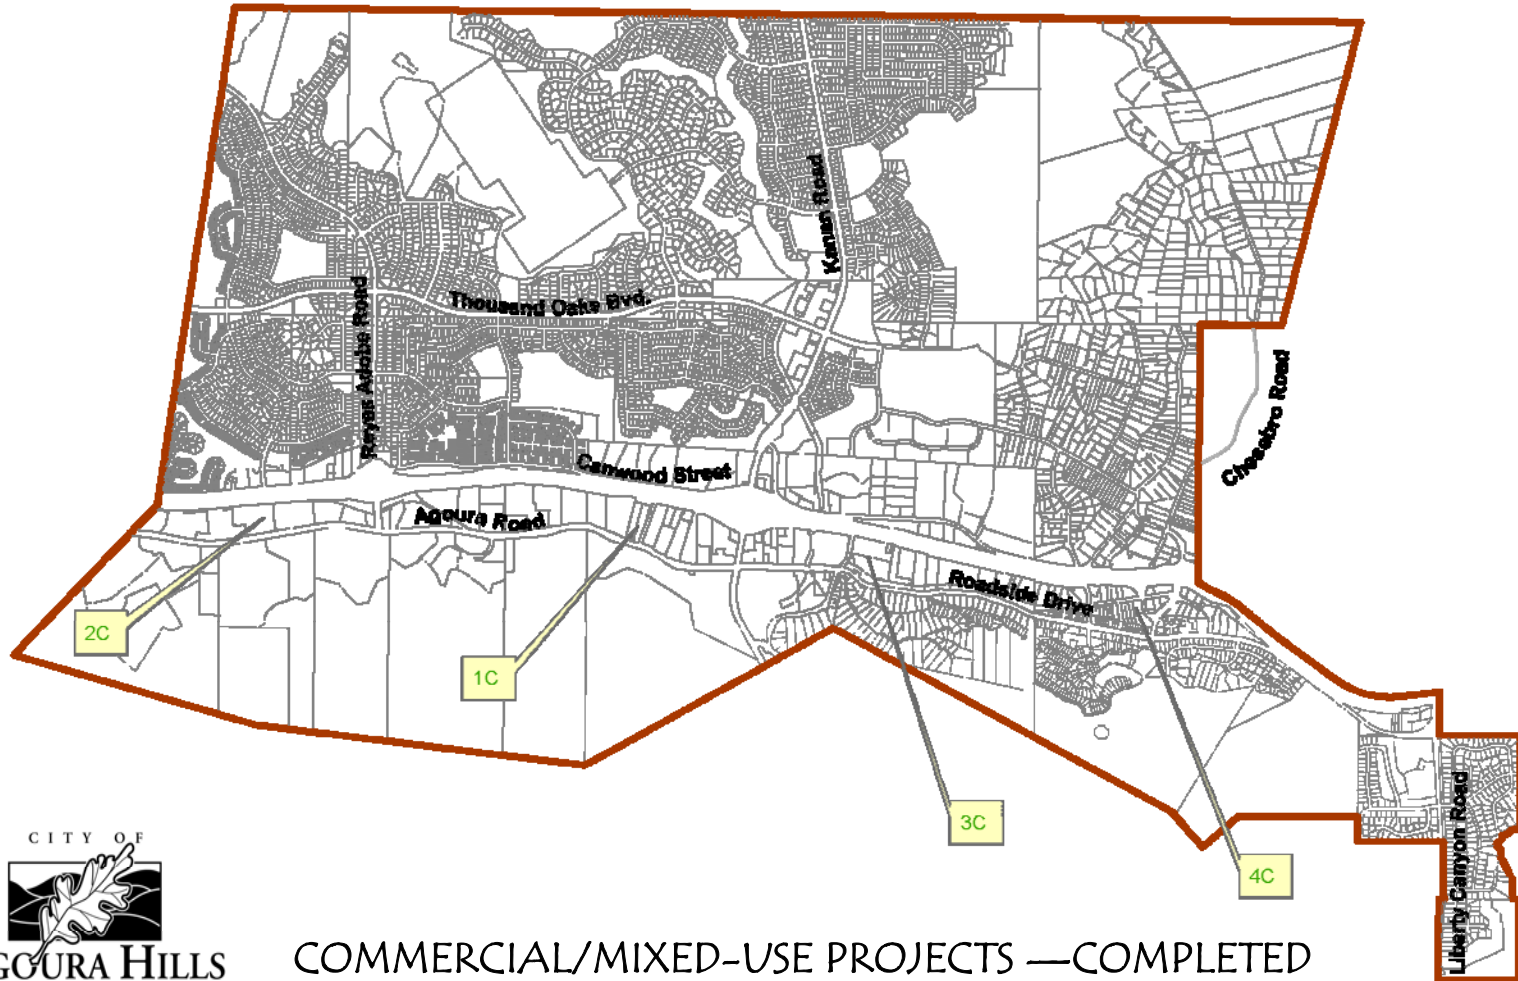 Kanan Road
Thousand Oaks Blvd.
Reyes Adobe Road
Cheesebro Road
Canwood Street
Agoura Road
Roadside Drive
2C
1C
3C
4C
Liberty Canyon Road
CITY OF
GOURA HILLS
COMMERCIAL/MIXED-USE PROJECTS —COMPLETED